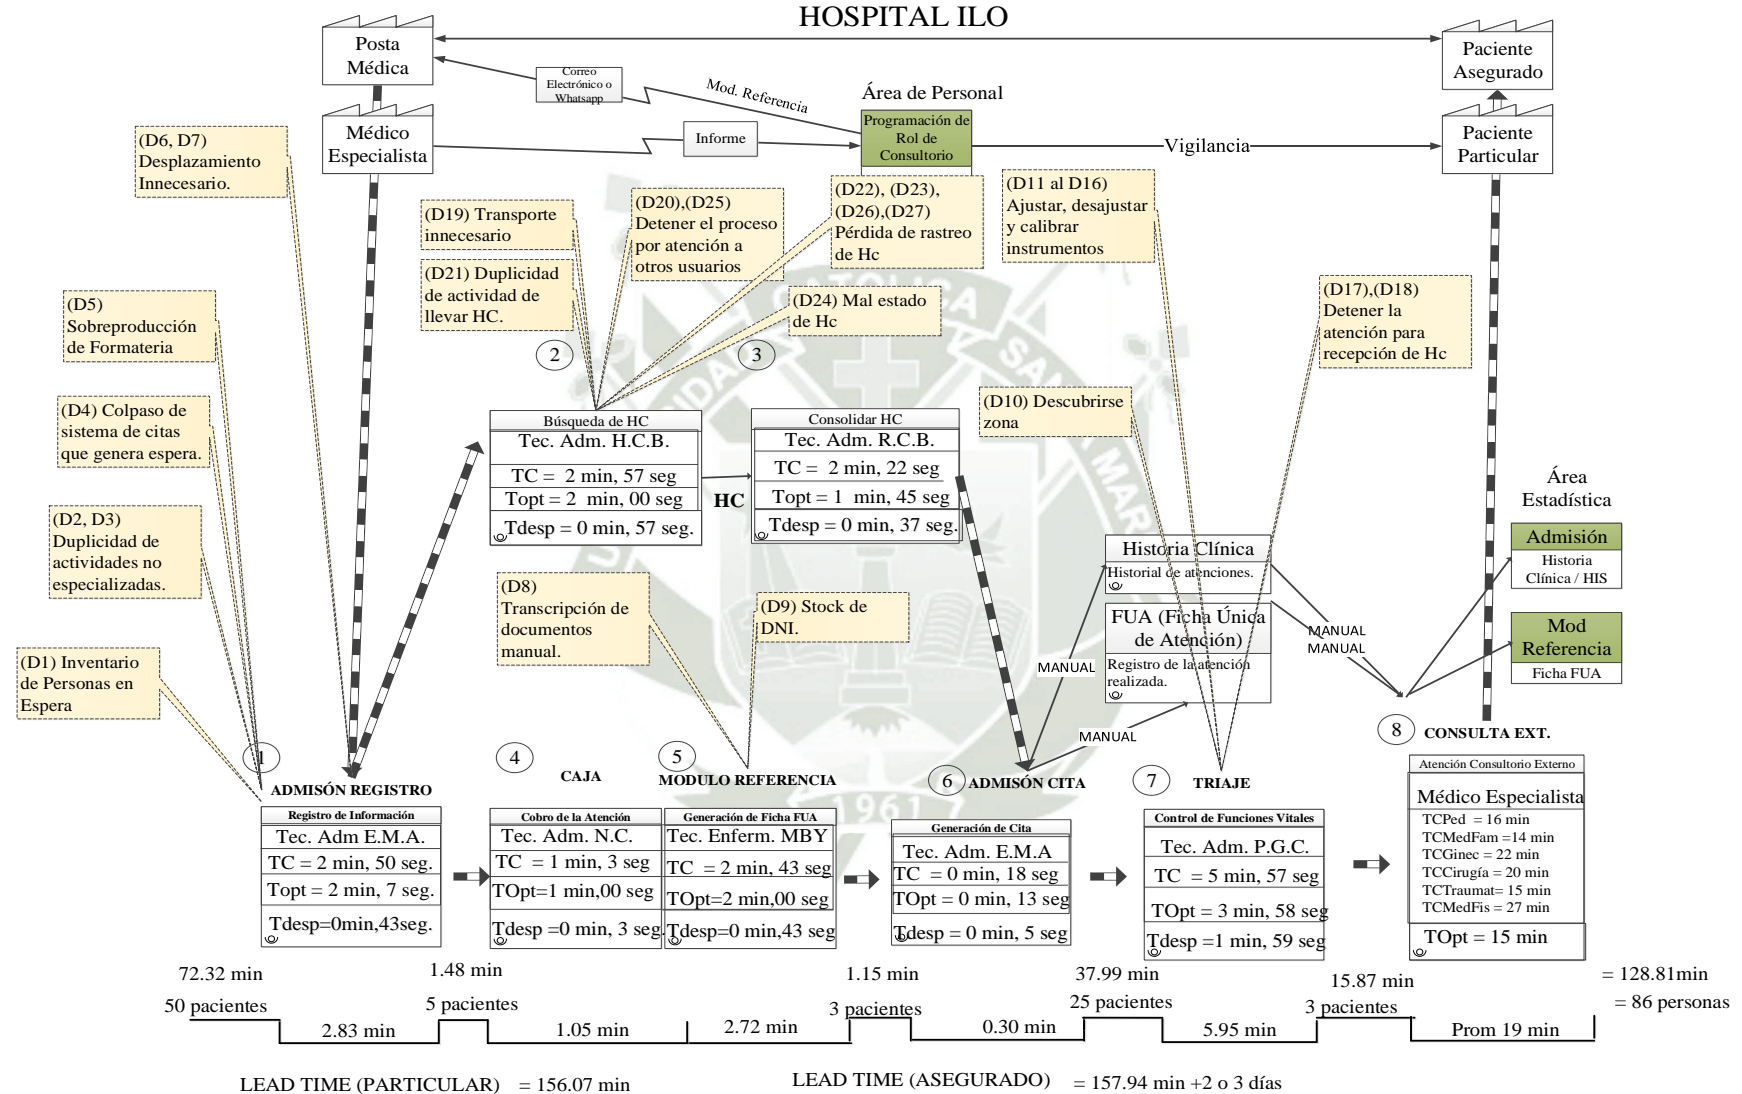 HOSPITAL ILO
Posta
Médica
Correo
Electrónico o
Whatsapp
Mod. Referencia
Área de Personal
Programación de
Rol de
Consultorio
Paciente
Asegurado
Médico
Especialista
Informe
Vigilancia
Paciente
Particular
(D6, D7)
Desplazamiento
Innecesario.
(D19) Transporte
innecesario
(D21) Duplicidad
de actividad de
llevar HC.
(D20),(D25)
Detener el proceso
por atención a
otros usuarios
(D22), (D23),
(D26),(D27)
Pérdida de rastreo
de Hc
(D24) Mal estado
de Hc
(D11 al D16)
Ajustar, desajustar
y calibrar
instrumentos
(D17),(D18)
Detener la
atención para
recepción de Hc
(D5)
Sobreproducción
de Formateria
(D4) Colpaso de
sistema de citas
que genera espera.
(D2, D3)
Duplicidad de
actividades no
especializadas.
(D1) Inventario
de Personas en
Espera
2
3
Búsqueda de HC
Tec. Adm. H.C.B.
TC = 2 min, 57 seg
Topt = 2 min, 00 seg
Tdesp = 0 min, 57 seg.
HC
Consolidar HC
Tec. Adm. R.C.B.
TC = 2 min, 22 seg
Topt = 1 min, 45 seg
Tdesp = 0 min, 37 seg.
(D10) Descubrirse
zona
(D8)
Transcripción de
documentos
manual.
(D9) Stock de
DNI.
Historia Clínica
Historial de atenciones.
FUA (Ficha Única
de Atención)
Registro de la atención
realizada.
MANUAL
MANUAL
MANUAL
MANUAL
Área
Estadística
Admisión
Historia
Clínica / HIS
Mod
Referencia
Ficha FUA
1
ADMISÓN REGISTRO
4
CAJA
5
MODULO REFERENCIA
6
ADMISÓN CITA
7
TRIAJE
8
CONSULTA EXT.
Registro de Información
Tec. Adm E.M.A.
TC = 2 min, 50 seg.
Topt = 2 min, 7 seg.
Tdesp=0min,43seg.
Cobro de la Atención
Tec. Adm. N.C.
TC = 1 min, 3 seg
TOpt=1 min,00 seg
Tdesp =0 min, 3 seg.
Generación de Ficha FUA
Tec. Enferm. MBY
TC = 2 min, 43 seg
TOpt=2 min,00 seg
Tdesp=0 min,43 seg
Generación de Cita
Tec. Adm. E.M.A
TC = 0 min, 18 seg
TOpt = 0 min, 13 seg
Tdesp = 0 min, 5 seg
Control de Funciones Vitales
Tec. Adm. P.G.C.
TC = 5 min, 57 seg
TOpt = 3 min, 58 seg
Tdesp =1 min, 59 seg
Atención Consultorio Externo
Médico Especialista
TCPed = 16 min
TCMedFam =14 min
TCGinec = 22 min
TCCirugía = 20 min
TCTraumat= 15 min
TCMedFis = 27 min
TOpt = 15 min
72.32 min
1.48 min
1.15 min
37.99 min
15.87 min
= 128.81min
50 pacientes
5 pacientes
3 pacientes
25 pacientes
3 pacientes
= 86 personas
2.83 min
1.05 min
2.72 min
0.30 min
5.95 min
Prom 19 min
LEAD TIME (PARTICULAR) = 156.07 min
LEAD TIME (ASEGURADO) = 157.94 min +2 o 3 días
1961